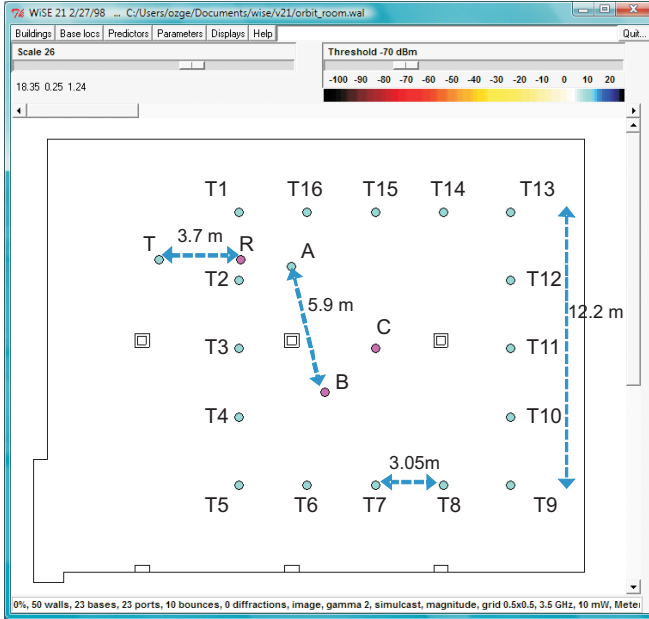 WiSE 21 2/27/98 ... C:/Users/ozge/Documents/wise/v21/orbit_room.wal
Buildings Base locs Predictors Parameters Displays Help Quit...
Scale 26 Threshold -70 dBm
18.35 0.25 1.24 -100 -90 -80 -70 -60 -50 -40 -30 -20 -10 0 10 20
T1 T16 T15 T14 T13
T 3.7 m R A
T2 T12
5.9 m
12.2 m
T3 C T11
B
T4 T10
3.05m
T5 T6 T7 T8 T9
0%, 50 walls, 23 bases, 23 ports, 10 bounces, 0 diffractions, image, gamma 2, simulcast, magnitude, grid 0.5x0.5, 3.5 GHz, 10 mW, Meter